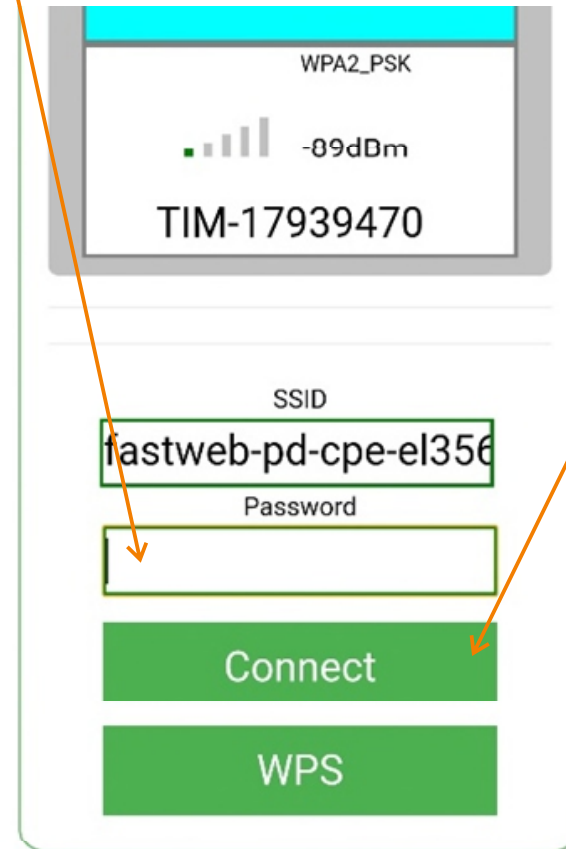 WPA2_PSK
-89dBm
TIM-17939470
SSID
fastweb-pd-cpe-el356
Password
Connect
WPS